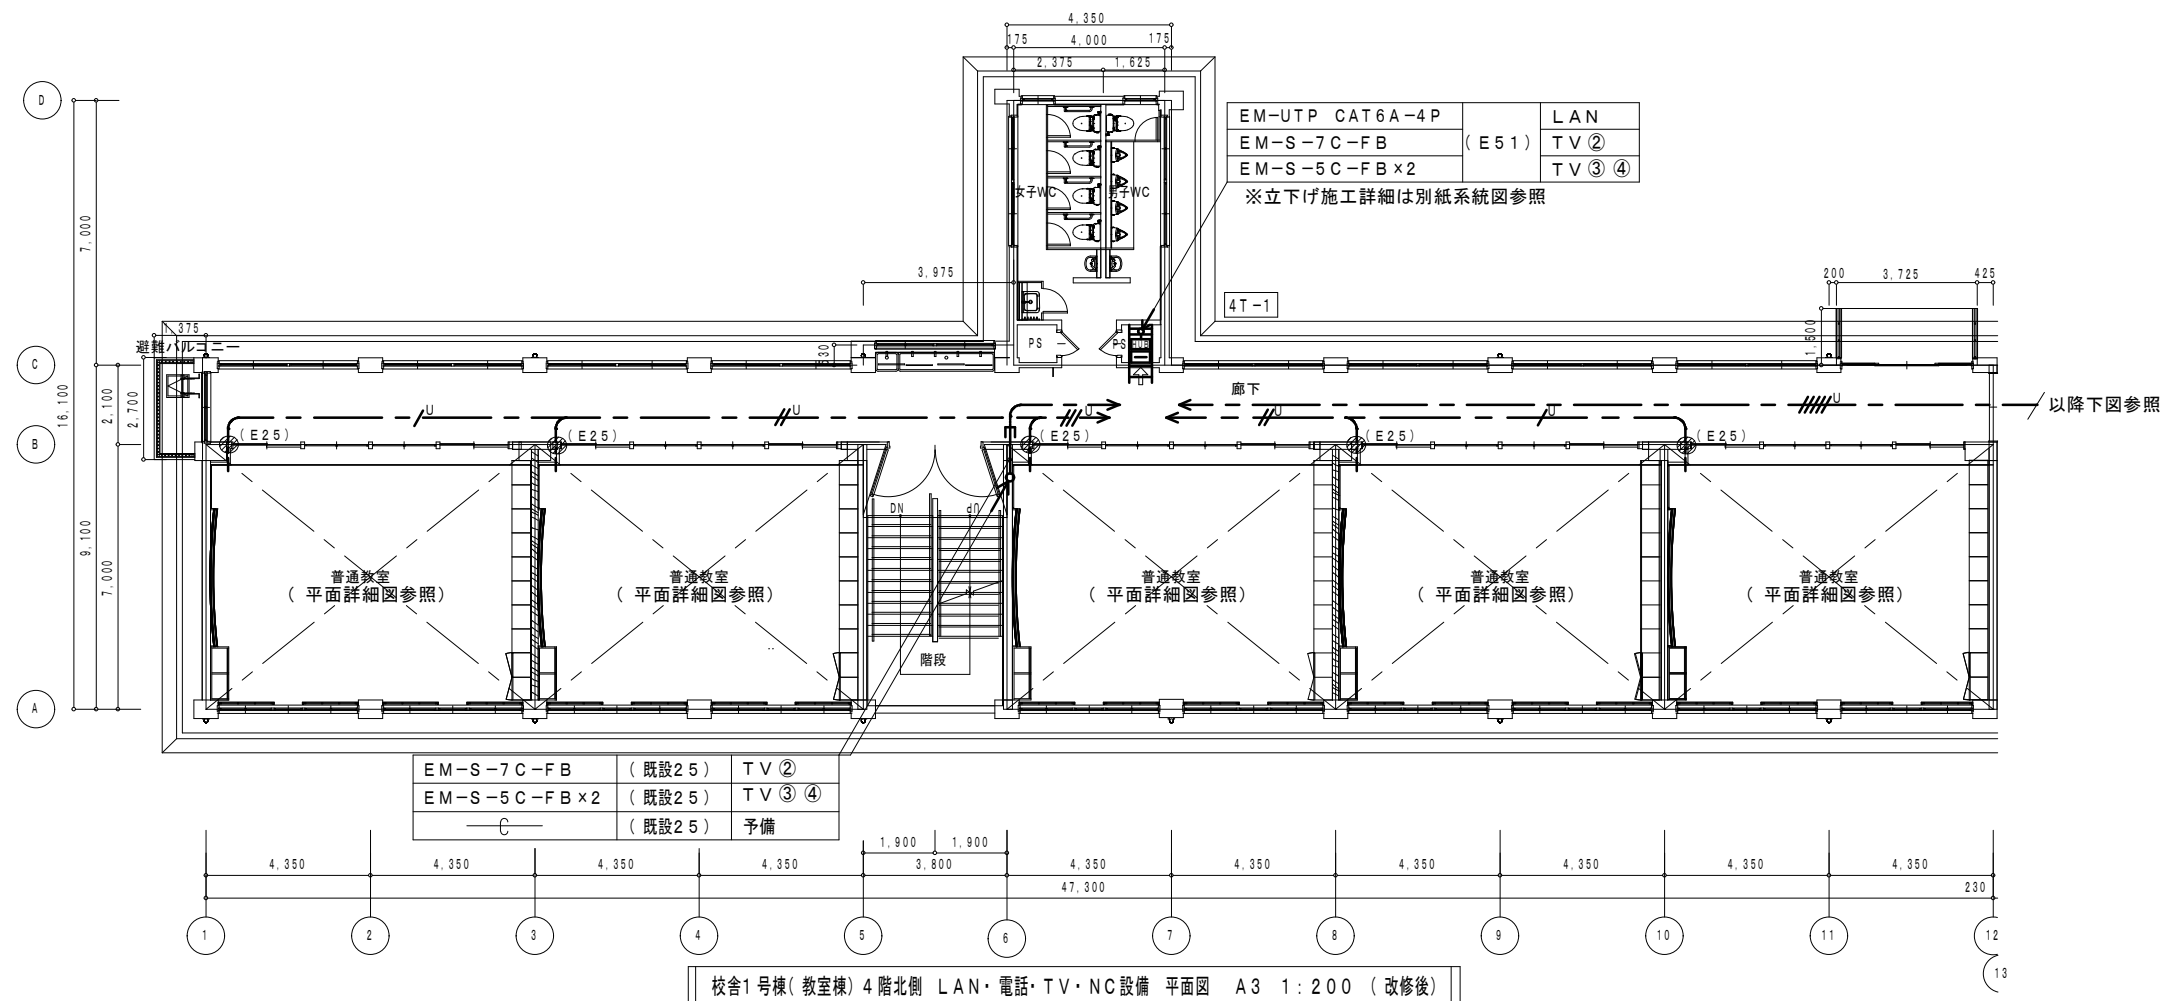 4,350
175 4,000 175
2,375 1,625
D
EM-UTP CAT6A-4P (E51) LAN
EM-S-7C-FB TV②
EM-S-5C-FB×2 TV③④
※立下げ施工詳細は別紙系統図参照
女子WC 男子WC
7,000
3,975
200 3,725 425
4T-1
1,375
避難バルコニー
630
PS PS HUB
1,500
C
廊下
16,100 2,100 2,700
U U U U U U
以降下図参照
B
(E25) (E25) (E25) (E25) (E25)
DN UP
9,100 7,000
普通教室 普通教室 普通教室 普通教室 普通教室
(平面詳細図参照) (平面詳細図参照) (平面詳細図参照) (平面詳細図参照) (平面詳細図参照)
階段
A
EM-S-7C-FB (既設25) TV②
EM-S-5C-FB×2 (既設25) TV③④
C (既設25) 予備
1,900 1,900
4,350 4,350 4,350 4,350 3,800 4,350 4,350 4,350 4,350 4,350 4,350
47,300 230
1 2 3 4 5 6 7 8 9 10 11 12
13
校舎1号棟(教室棟)4階北側 LAN・電話・TV・NC設備 平面図 A3 1:200 (改修後)